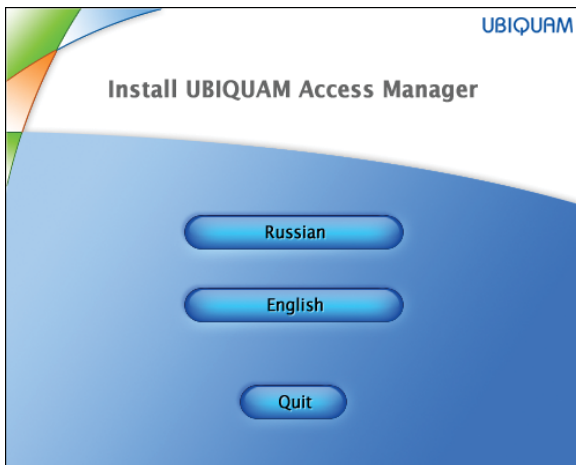 UBIQUAM
Install UBIQUAM Access Manager
Russian
English
Quit